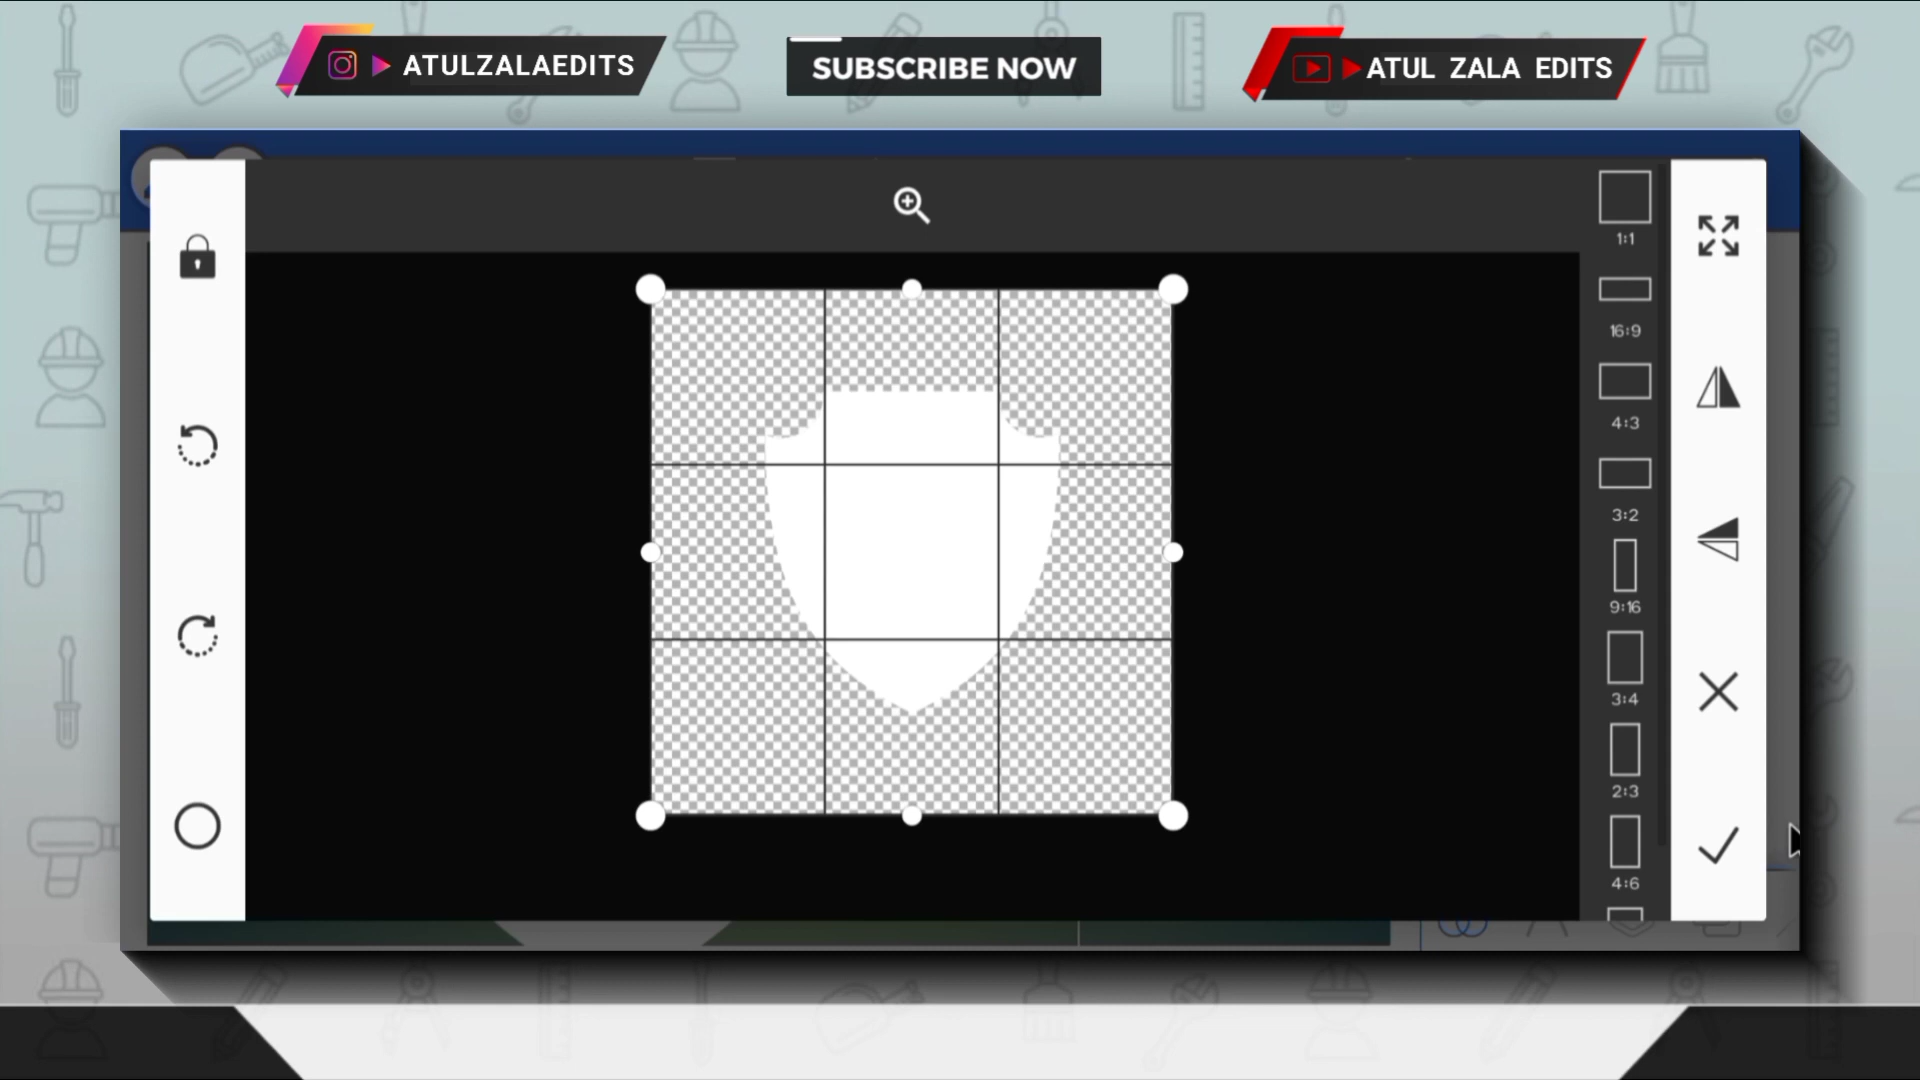 ATULZALAEDITS
SUBSCRIBE NOW
ATUL ZALA EDITS
1:1
16:9
4:3
3:2
9:16
3:4
2:3
4:6